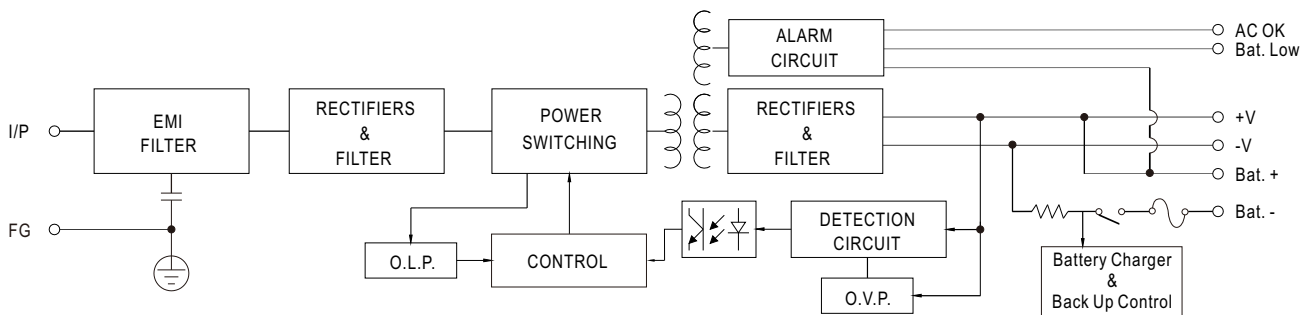 ALARM
CIRCUIT
AC OK
Bat. Low
I/P
EMI
FILTER
RECTIFIERS
&
FILTER
POWER
SWITCHING
RECTIFIERS
&
FILTER
+V
-V
Bat. +
Bat. -
FG
O.L.P.
CONTROL
DETECTION
CIRCUIT
O.V.P.
Battery Charger
&
Back Up Control